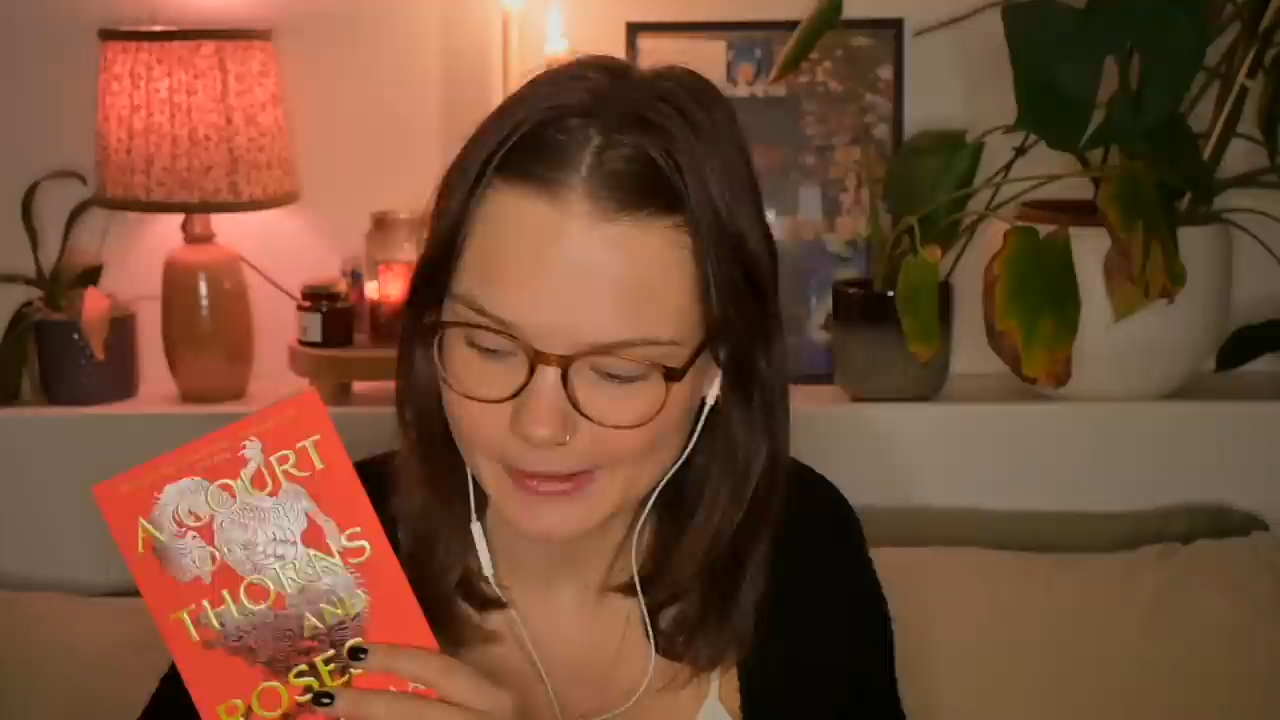 A COURT
OF
THORNS
AND
ROSES